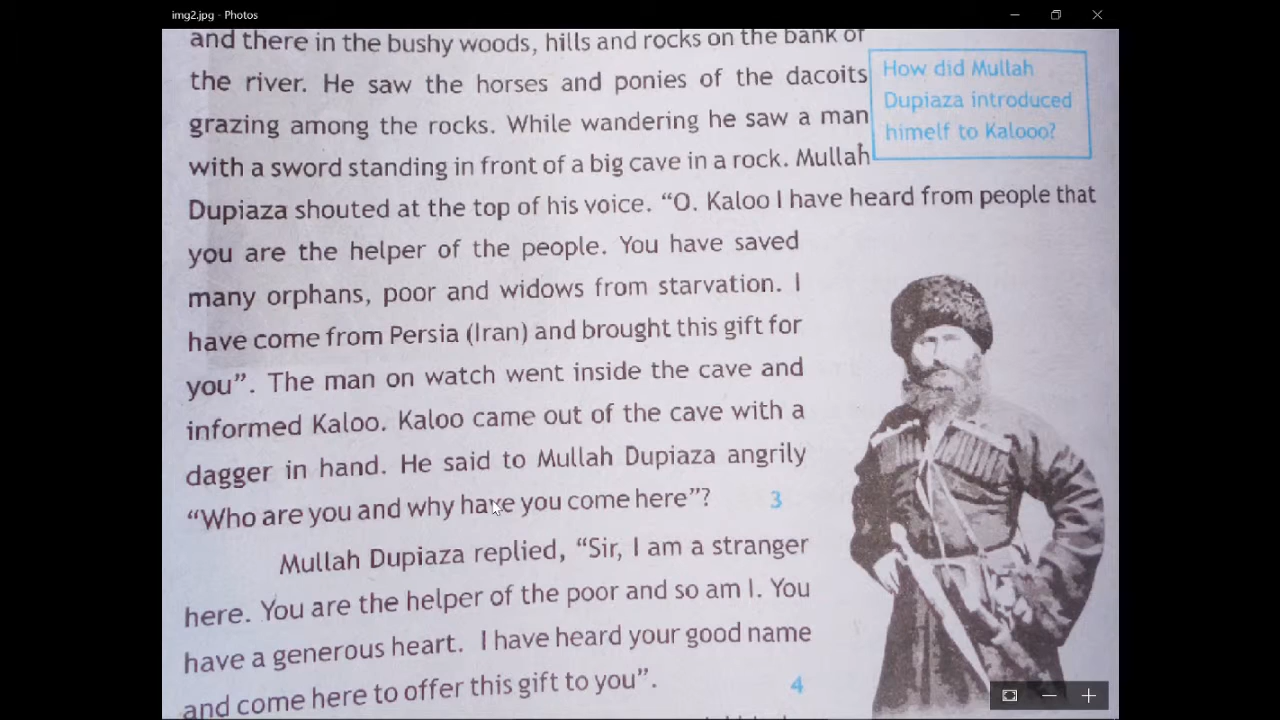 img2.jpg - Photos
and there in the bushy woods, hills and rocks on the bank of
the river. He saw the horses and ponies of the dacoits
grazing among the rocks. While wandering he saw a man
with a sword standing in front of a big cave in a rock. Mullah
Dupiaza shouted at the top of his voice. “O. Kaloo I have heard from people that
you are the helper of the people. You have saved
many orphans, poor and widows from starvation. I
have come from Persia (Iran) and brought this gift for
you”. The man on watch went inside the cave and
informed Kaloo. Kaloo came out of the cave with a
dagger in hand. He said to Mullah Dupiaza angrily
“Who are you and why have you come here”? 3
Mullah Dupiaza replied, “Sir, I am a stranger
here. You are the helper of the poor and so am I. You
have a generous heart. I have heard your good name
and come here to offer this gift to you”. 4
How did Mullah
Dupiaza introduced
himelf to Kalooo?